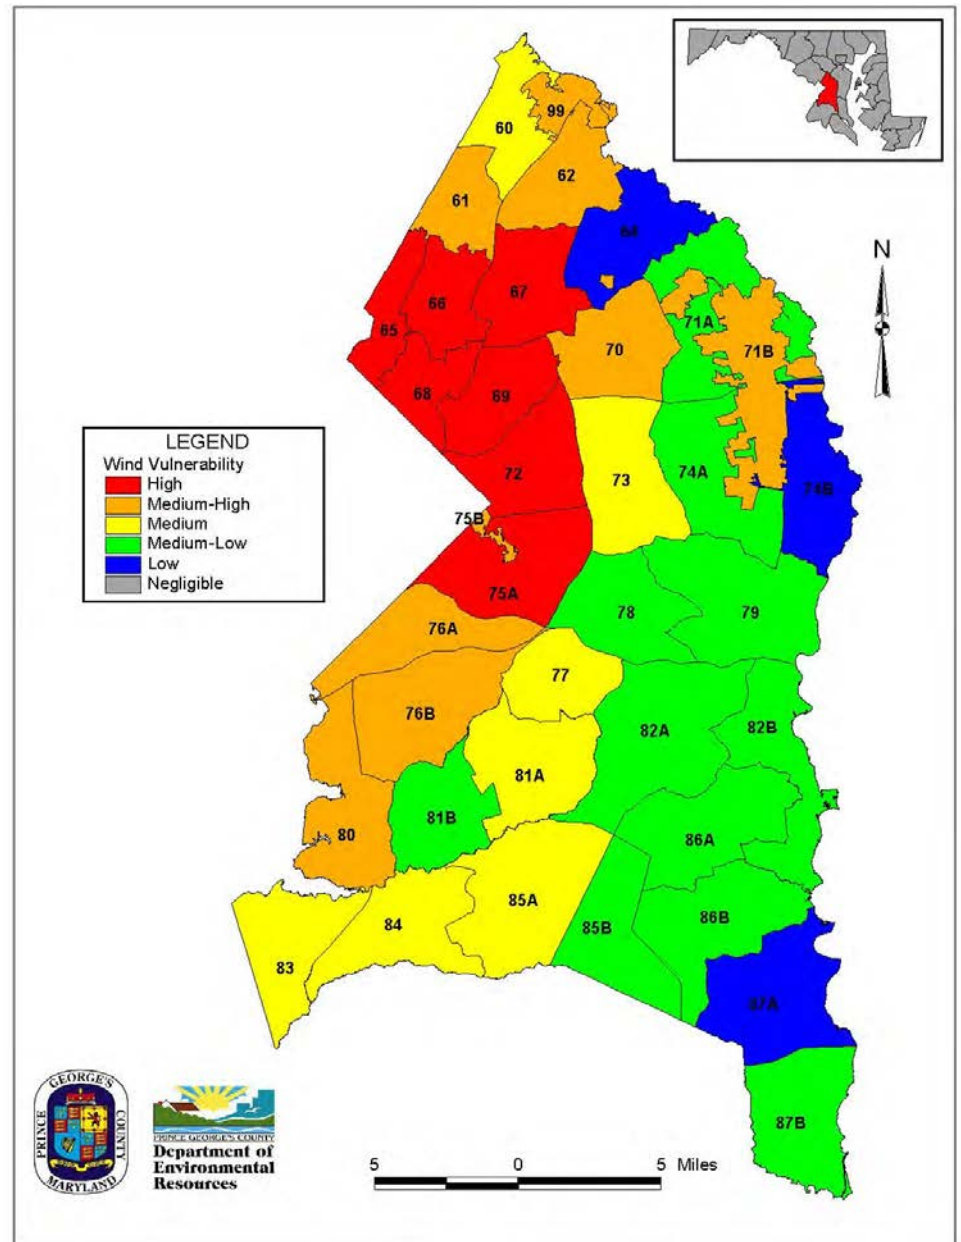 60
99
62
61
64
N
67
66
71A
65
70
71B
68
69
LEGEND
Wind Vulnerability
High
Medium-High
Medium
Medium-Low
Low
Negligible
72
73
74A
74B
75B
75A
78
79
76A
77
76B
82A
82B
81A
81B
80
86A
85A
86B
84
85B
83
87A
87B
PRINCE GEORGE'S COUNTY
MARYLAND
PRINCE GEORGE'S COUNTY
Department of
Environmental
Resources
5 0 5 Miles